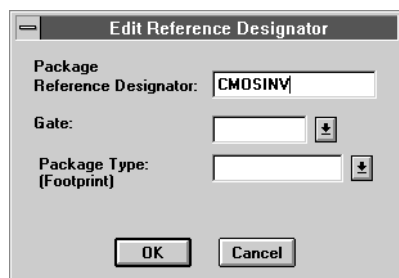 Edit Reference Designator
Package
Reference Designator: CMOSINV
Gate:
Package Type:
(Footprint)
OK Cancel